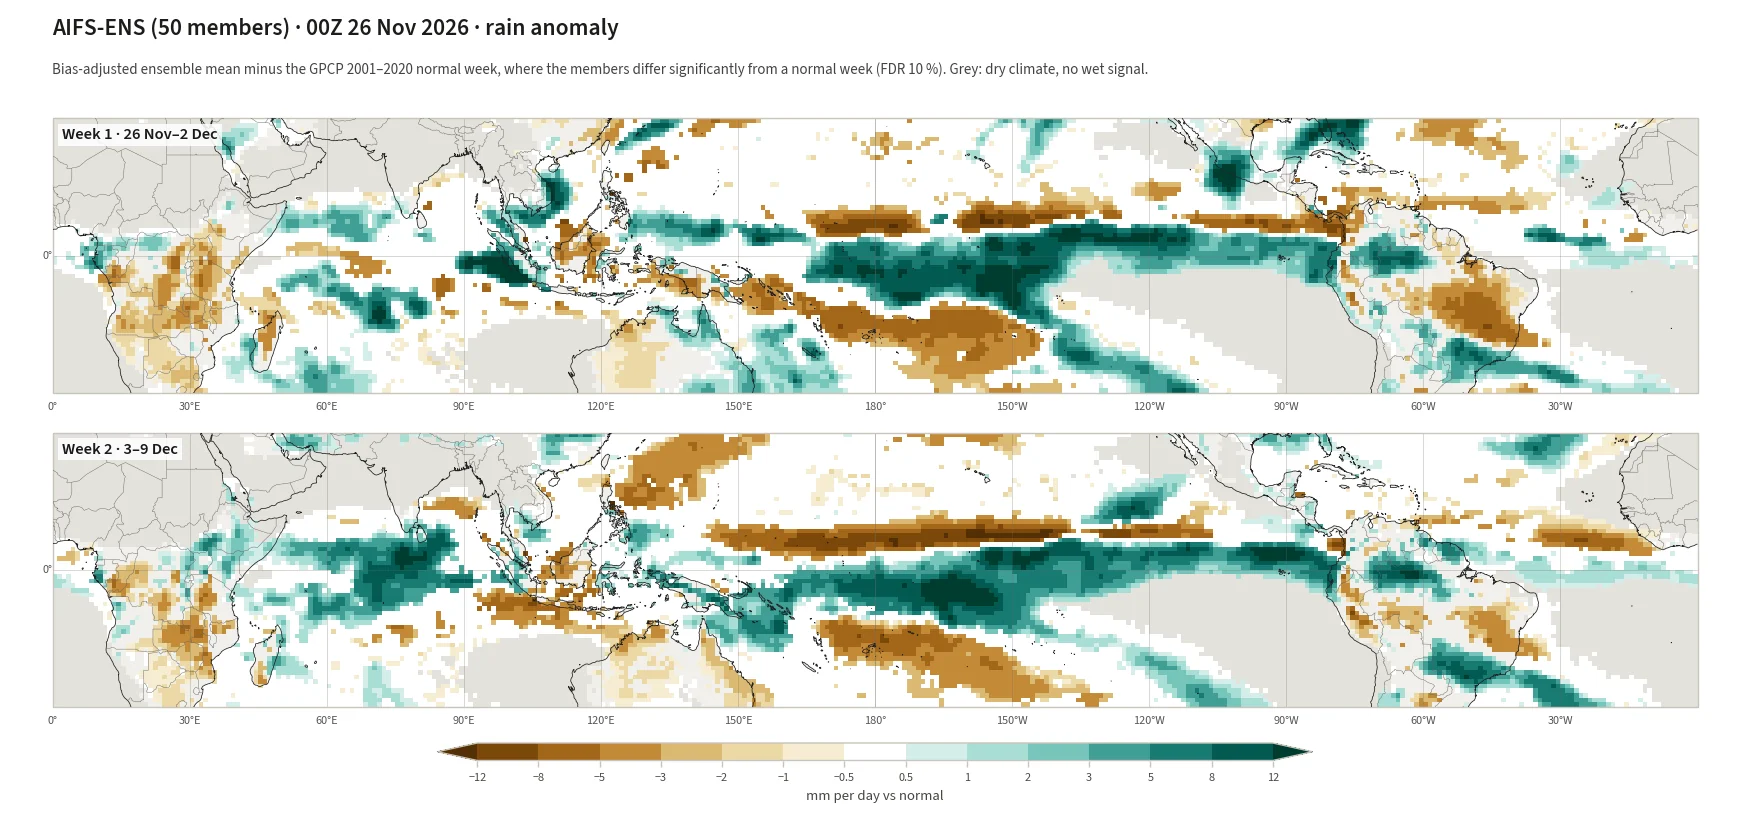 AIFS-ENS (50 members) · 00Z 26 Nov 2026 · rain anomaly
Bias-adjusted ensemble mean minus the GPCP 2001–2020 normal week, where the members differ significantly from a normal week (FDR 10 %). Grey: dry climate, no wet signal.
Week 1 · 26 Nov–2 Dec
0°
0° 30°E 60°E 90°E 120°E 150°E 180° 150°W 120°W 90°W 60°W 30°W
Week 2 · 3–9 Dec
0°
0° 30°E 60°E 90°E 120°E 150°E 180° 150°W 120°W 90°W 60°W 30°W
−12 −8 −5 −3 −2 −1 −0.5 0.5 1 2 3 5 8 12
mm per day vs normal